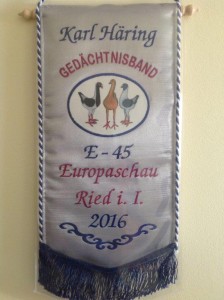 Karl Häring
GEDÄCHTNISBAND
E - 45
Europaschau
Ried i. I.
2016